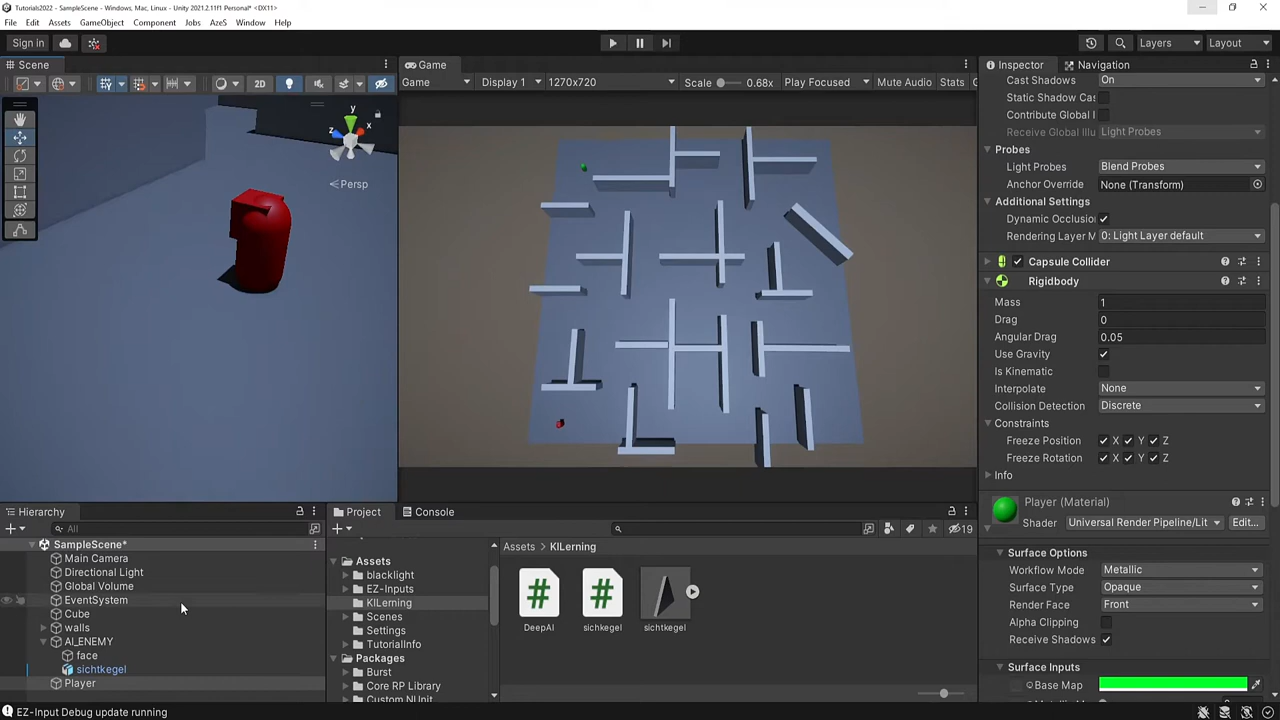 Tutorials2022 - SampleScene - Windows, Mac, Linux - Unity 2021.2.11f1 Personal* <DX11>
File Edit Assets GameObject Component Jobs AzeS Window Help
Sign in Layers Layout
Scene
2D
y
x
z
Persp
Game
Game Display 1 1270x720 Scale 0.68x Play Focused Mute Audio Stats
Inspector Navigation
Cast Shadows On
Static Shadow Cas
Contribute Global I
Receive Global Illu Light Probes
Probes
Light Probes Blend Probes
Anchor Override None (Transform)
Additional Settings
Dynamic Occlusio
Rendering Layer M 0: Light Layer default
Capsule Collider
Rigidbody
Mass 1
Drag 0
Angular Drag 0.05
Use Gravity
Is Kinematic
Interpolate None
Collision Detection Discrete
Constraints
Freeze Position X Y Z
Freeze Rotation X Y Z
Info
Player (Material)
Shader Universal Render Pipeline/Lit Edit...
Surface Options
Workflow Mode Metallic
Surface Type Opaque
Render Face Front
Alpha Clipping
Receive Shadows
Surface Inputs
Base Map
Hierarchy
All
SampleScene*
Main Camera
Directional Light
Global Volume
EventSystem
Cube
walls
AI_ENEMY
face
sichtkegel
Player
Project Console
19
Assets
blacklight
EZ-Inputs
KILerning
Scenes
Settings
TutorialInfo
Packages
Burst
Core RP Library
Custom NUnit
Assets > KILerning
DeepAI sichkegel sichtkegel
EZ-Input Debug update running